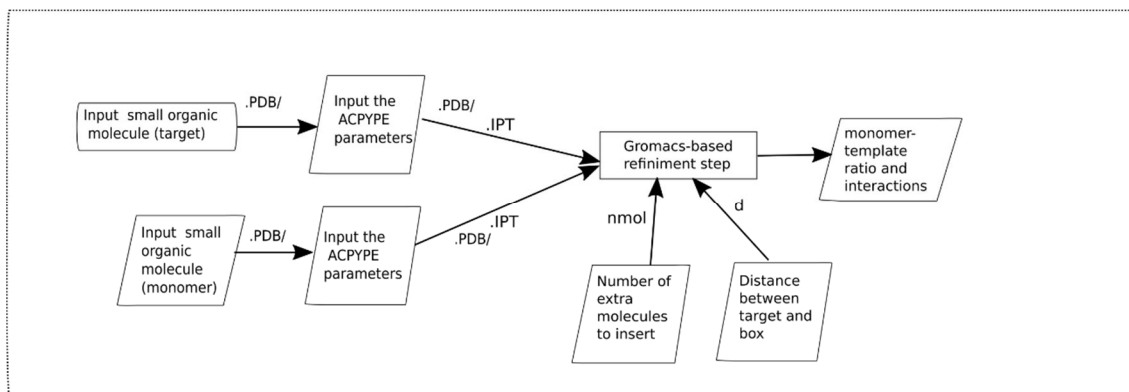 Input small organic
molecule (target)
.PDB/
Input the
ACPYPE
parameters
.PDB/
.IPT
Input small
organic
molecule
(monomer)
.PDB/
Input the
ACPYPE
parameters
.IPT
.PDB/
Gromacs-based
refiniment step
monomer-
template
ratio and
interactions
nmol
d
Number of
extra
molecules
to insert
Distance
between
target and
box